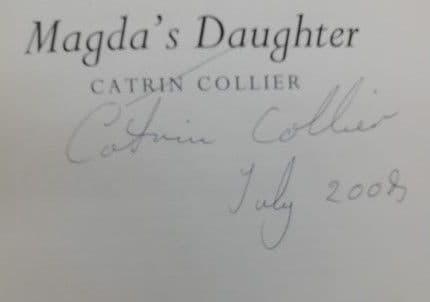 Magda's Daughter
CATRIN COLLIER
Catrin Collier
July 2008